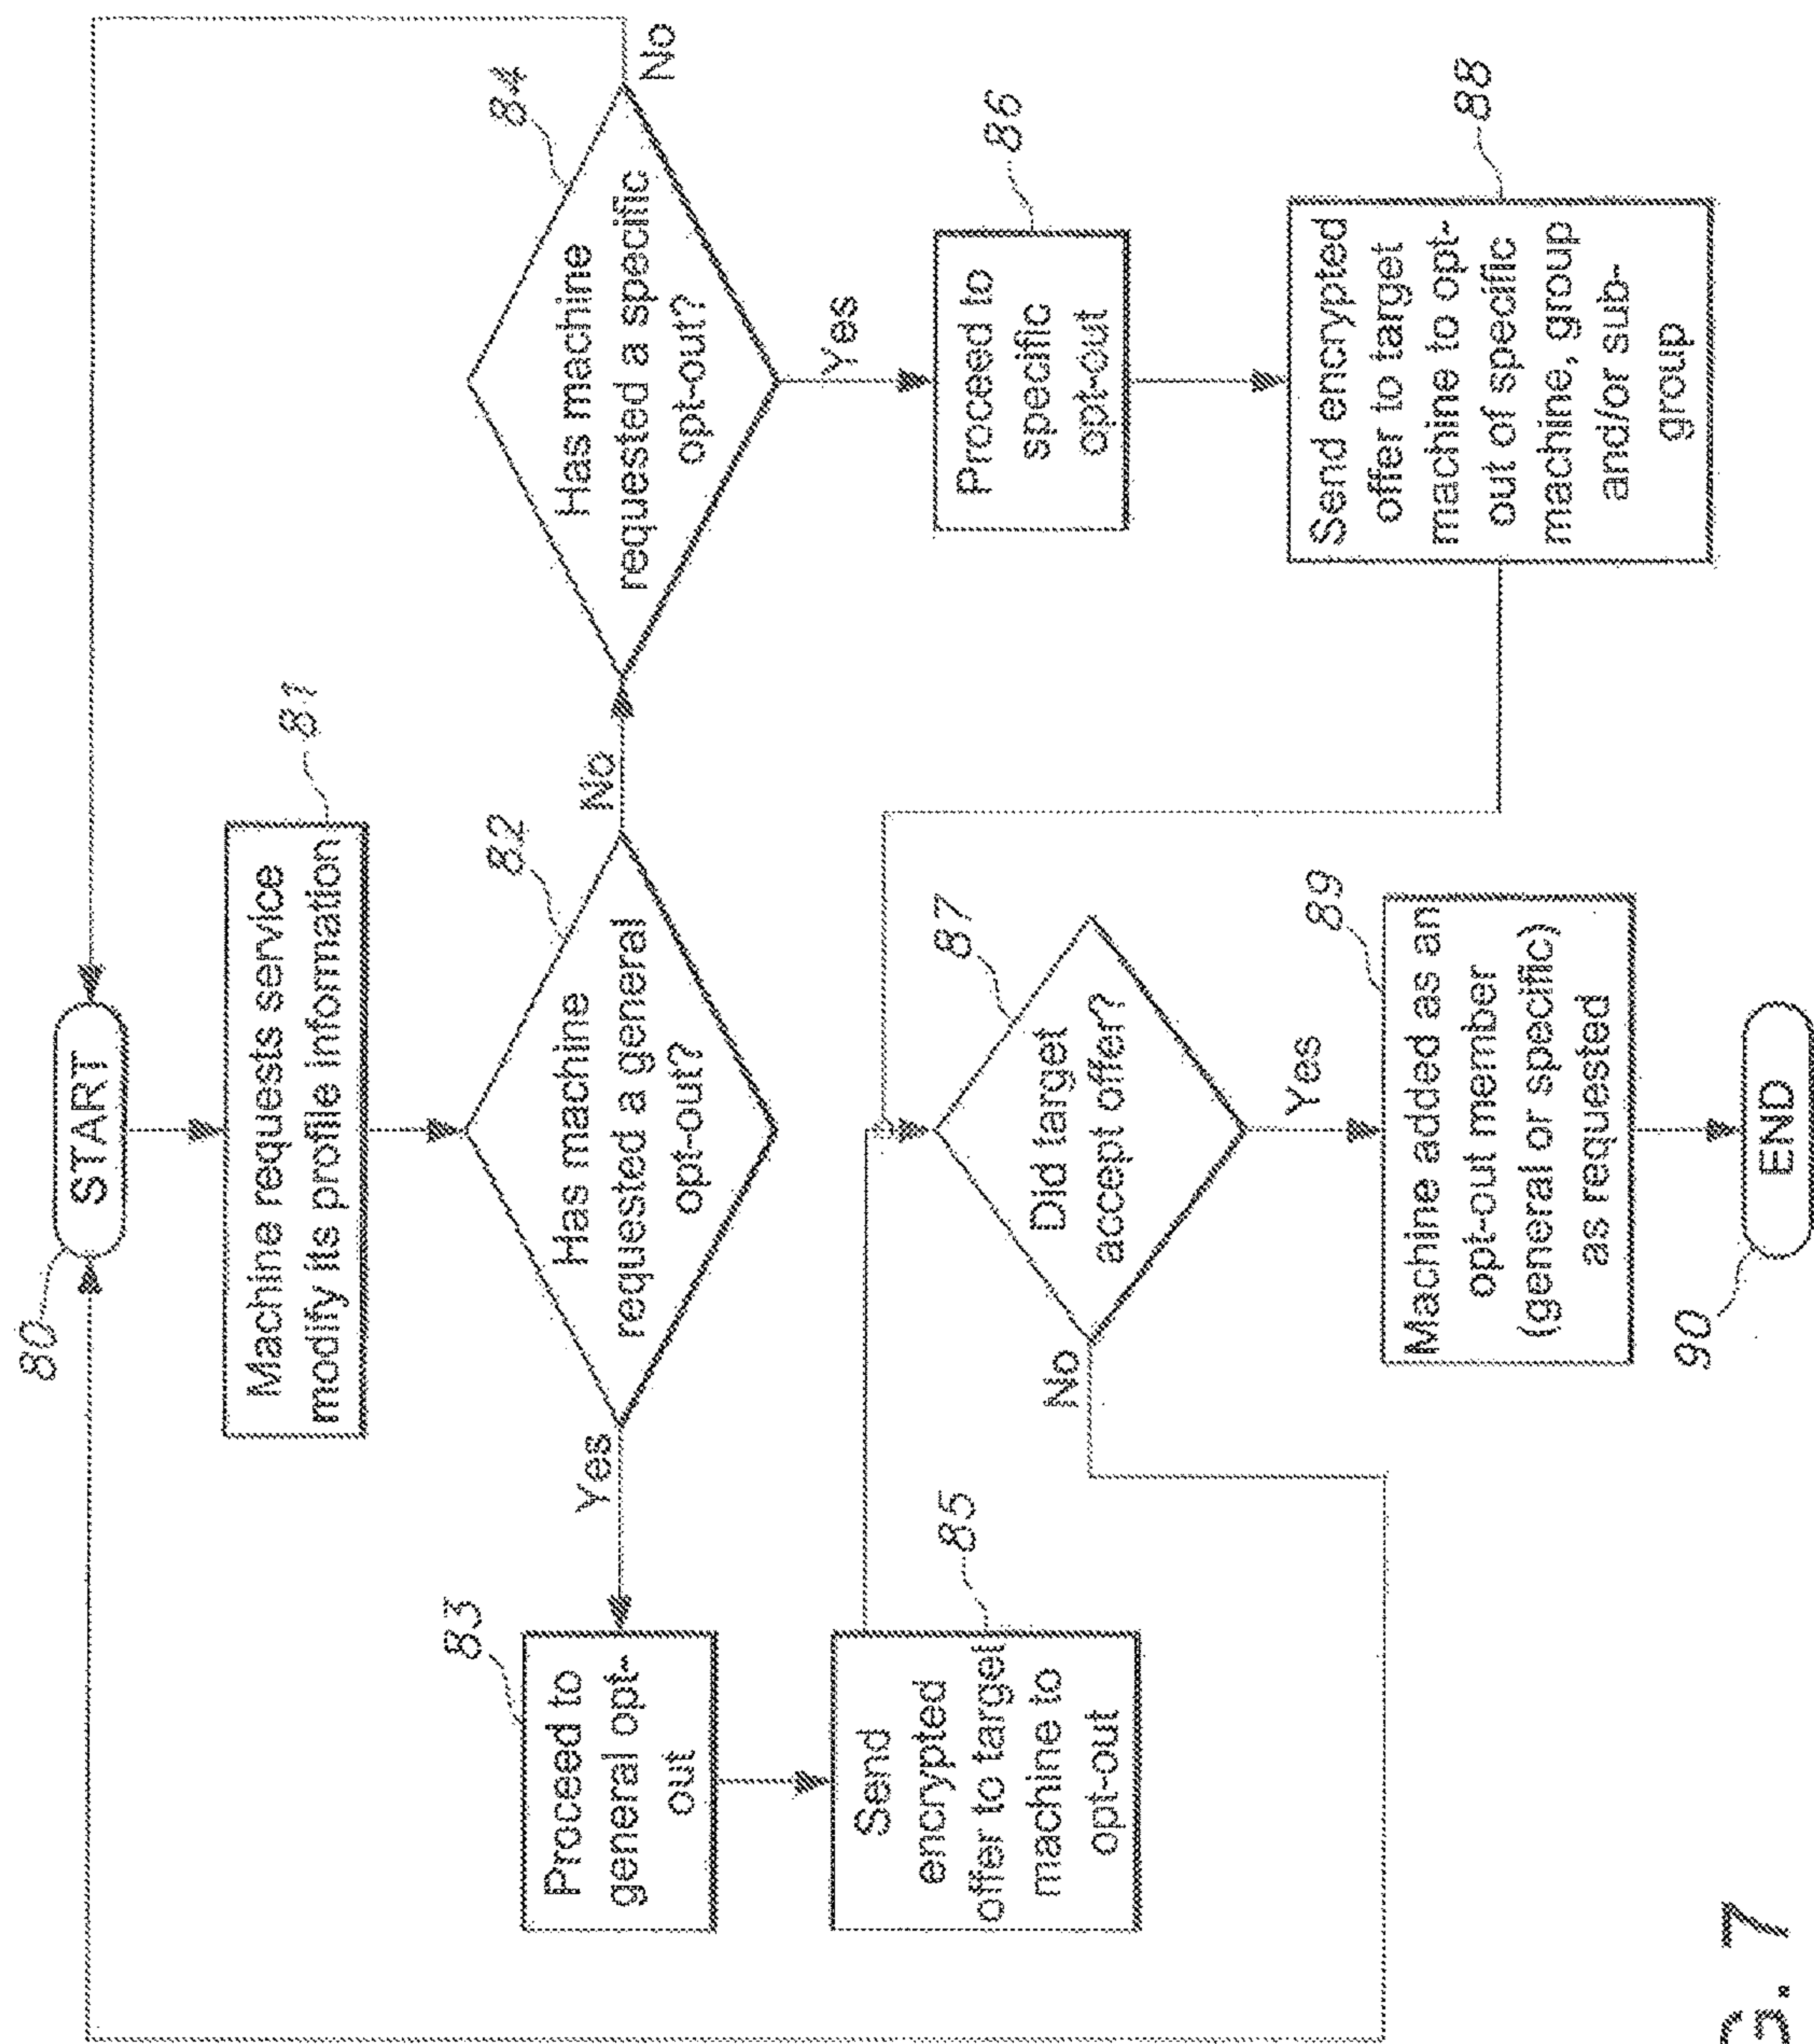 80
START
81
Machine requests service
modify its profile information
82
Has machine
requested a general
opt-out?
Yes
No
84
Has machine
requested a specific
opt-out?
No
Yes
83
Proceed to
general opt-
out
85
Send
encrypted
offer to target
machine to
opt-out
86
Proceed to
specific
opt-out
88
Send encrypted
offer to target
machine to opt-
out of specific
machine, group
and/or sub-
group
87
Did target
accept offer?
No
Yes
89
Machine added as an
opt-out member
(general or specific)
as requested
90
END
G. 7